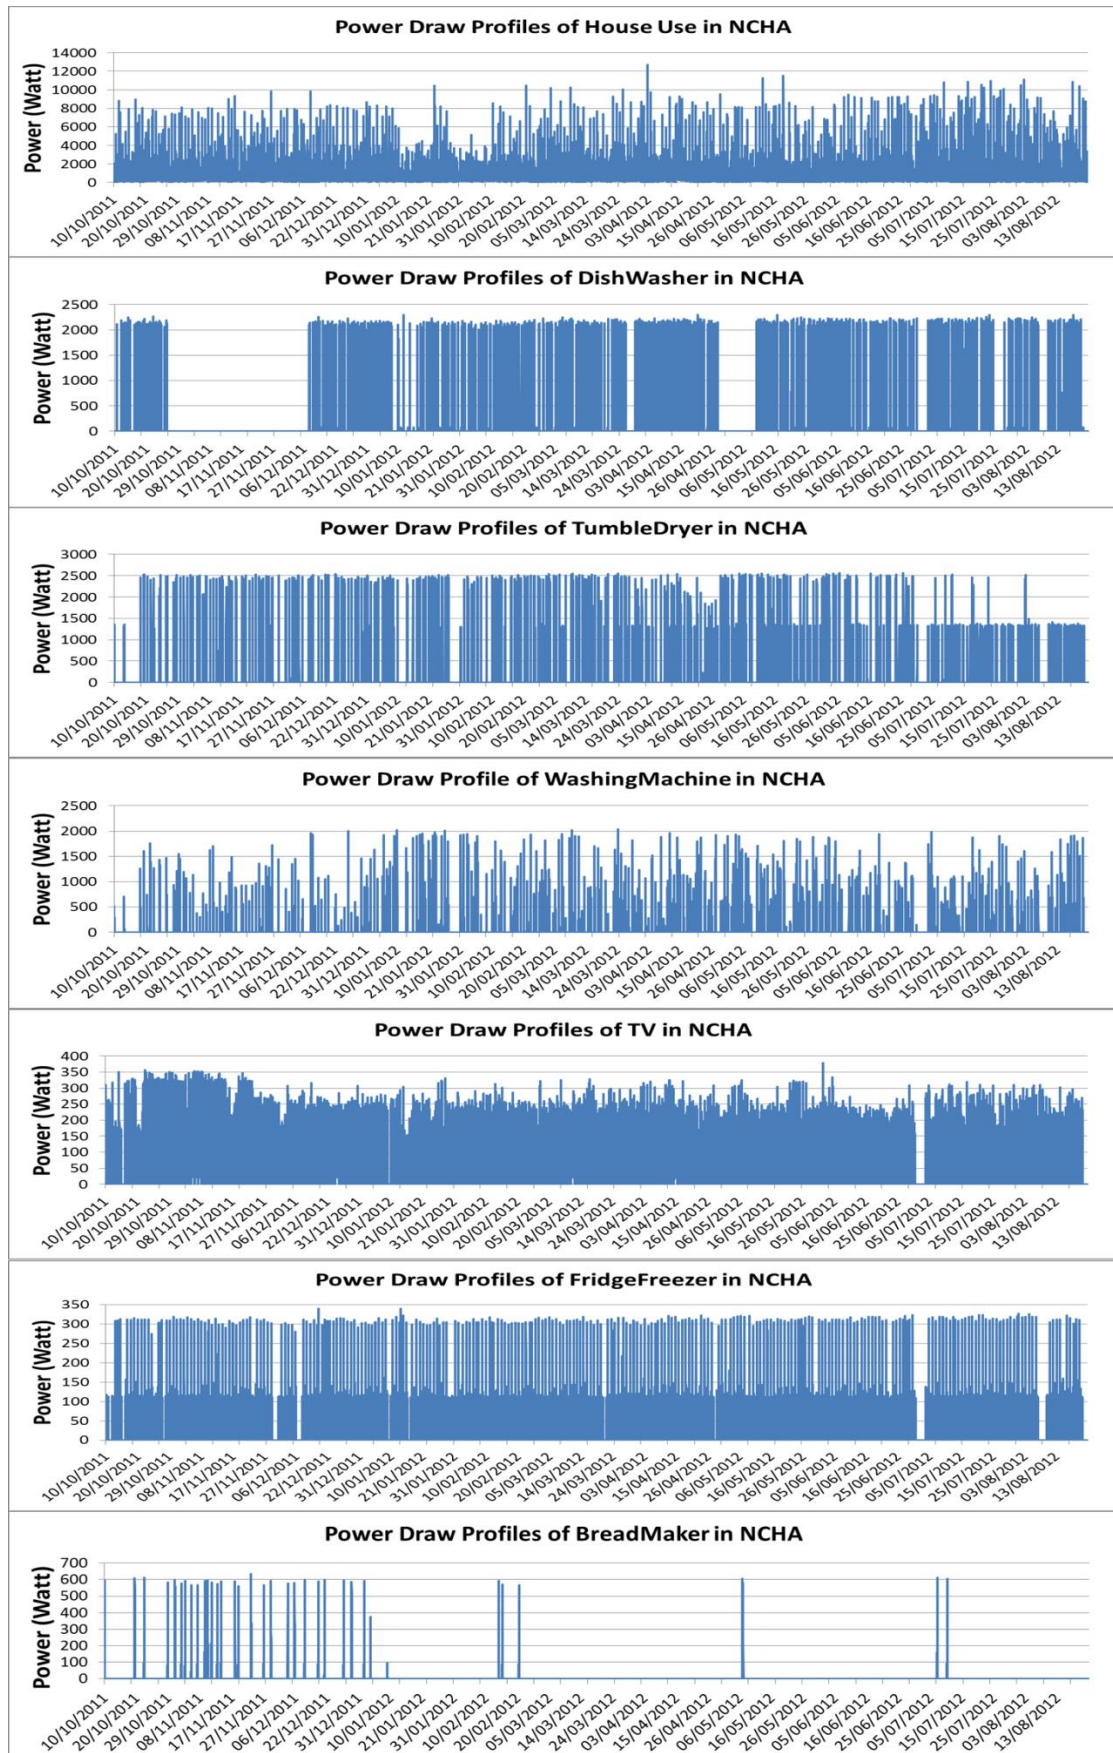 Power Draw Profiles of House Use in NCHA
Power (Watt)
14000
12000
10000
8000
6000
4000
2000
0
10/10/2011 20/10/2011 29/10/2011 08/11/2011 17/11/2011 27/11/2011 06/12/2011 22/12/2011 31/12/2011 10/01/2012 21/01/2012 31/01/2012 10/02/2012 20/02/2012 05/03/2012 14/03/2012 24/03/2012 03/04/2012 15/04/2012 26/04/2012 06/05/2012 16/05/2012 26/05/2012 05/06/2012 16/06/2012 25/06/2012 05/07/2012 15/07/2012 25/07/2012 03/08/2012 13/08/2012
Power Draw Profiles of DishWasher in NCHA
Power (Watt)
2500
2000
1500
1000
500
0
10/10/2011 20/10/2011 29/10/2011 08/11/2011 17/11/2011 27/11/2011 06/12/2011 22/12/2011 31/12/2011 10/01/2012 21/01/2012 31/01/2012 10/02/2012 20/02/2012 05/03/2012 14/03/2012 24/03/2012 03/04/2012 15/04/2012 26/04/2012 06/05/2012 16/05/2012 26/05/2012 05/06/2012 16/06/2012 25/06/2012 05/07/2012 15/07/2012 25/07/2012 03/08/2012 13/08/2012
Power Draw Profiles of TumbleDryer in NCHA
Power (Watt)
3000
2500
2000
1500
1000
500
0
10/10/2011 20/10/2011 29/10/2011 08/11/2011 17/11/2011 27/11/2011 06/12/2011 22/12/2011 31/12/2011 10/01/2012 21/01/2012 31/01/2012 10/02/2012 20/02/2012 05/03/2012 14/03/2012 24/03/2012 03/04/2012 15/04/2012 26/04/2012 06/05/2012 16/05/2012 26/05/2012 05/06/2012 16/06/2012 25/06/2012 05/07/2012 15/07/2012 25/07/2012 03/08/2012 13/08/2012
Power Draw Profile of WashingMachine in NCHA
Power (Watt)
2500
2000
1500
1000
500
0
10/10/2011 20/10/2011 29/10/2011 08/11/2011 17/11/2011 27/11/2011 06/12/2011 22/12/2011 31/12/2011 10/01/2012 21/01/2012 31/01/2012 10/02/2012 20/02/2012 05/03/2012 14/03/2012 24/03/2012 03/04/2012 15/04/2012 26/04/2012 06/05/2012 16/05/2012 26/05/2012 05/06/2012 16/06/2012 25/06/2012 05/07/2012 15/07/2012 25/07/2012 03/08/2012 13/08/2012
Power Draw Profiles of TV in NCHA
Power (Watt)
400
350
300
250
200
150
100
50
0
10/10/2011 20/10/2011 29/10/2011 08/11/2011 17/11/2011 27/11/2011 06/12/2011 22/12/2011 31/12/2011 10/01/2012 21/01/2012 31/01/2012 10/02/2012 20/02/2012 05/03/2012 14/03/2012 24/03/2012 03/04/2012 15/04/2012 26/04/2012 06/05/2012 16/05/2012 26/05/2012 05/06/2012 16/06/2012 25/06/2012 05/07/2012 15/07/2012 25/07/2012 03/08/2012 13/08/2012
Power Draw Profiles of FridgeFreezer in NCHA
Power (Watt)
350
300
250
200
150
100
50
0
10/10/2011 20/10/2011 29/10/2011 08/11/2011 17/11/2011 27/11/2011 06/12/2011 22/12/2011 31/12/2011 10/01/2012 21/01/2012 31/01/2012 10/02/2012 20/02/2012 05/03/2012 14/03/2012 24/03/2012 03/04/2012 15/04/2012 26/04/2012 06/05/2012 16/05/2012 26/05/2012 05/06/2012 16/06/2012 25/06/2012 05/07/2012 15/07/2012 25/07/2012 03/08/2012 13/08/2012
Power Draw Profiles of BreadMaker in NCHA
Power (Watt)
700
600
500
400
300
200
100
0
10/10/2011 20/10/2011 29/10/2011 08/11/2011 17/11/2011 27/11/2011 06/12/2011 22/12/2011 31/12/2011 10/01/2012 21/01/2012 31/01/2012 10/02/2012 20/02/2012 05/03/2012 14/03/2012 24/03/2012 03/04/2012 15/04/2012 26/04/2012 06/05/2012 16/05/2012 26/05/2012 05/06/2012 16/06/2012 25/06/2012 05/07/2012 15/07/2012 25/07/2012 03/08/2012 13/08/2012